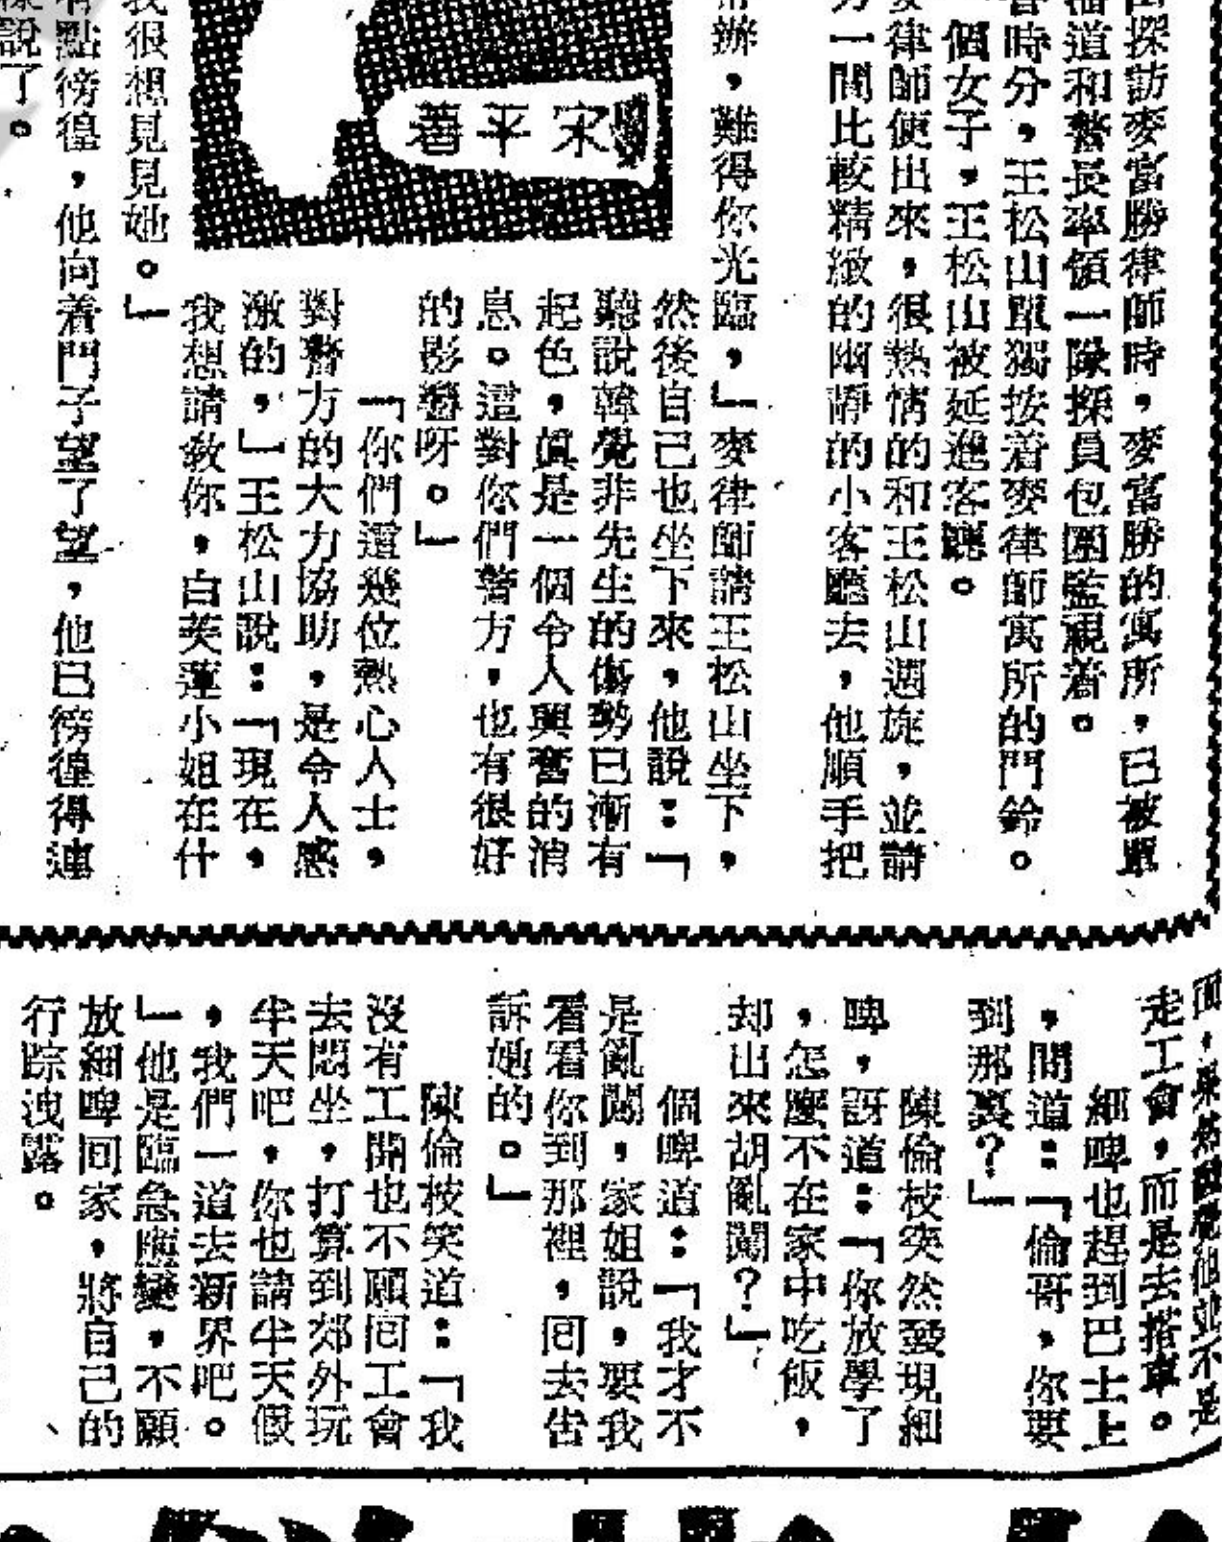 探訪麥富勝律師時，麥富勝的寓所，已被單
道和警長率領一隊探員包圍監視着。
時分，王松山單獨按着麥律師寓所的門鈴。
個女子，王松山被延進客廳。
律師便出來，很熱情的和王松山週旋，並請
一間比較精緻的幽靜的小客廳去，他順手把
辦，難得你光臨，」麥律師請王松山坐下，
然後自己也坐下來，他說：「
聽說韓覺非先生的傷勢已漸有
起色，眞是一個令人興奮的消
息。這對你們警方，也有很好
的影響呀。」
「你們這幾位熱心人士，
對警方的大力協助，是令人感
激的，」王松山說：「現在，
我想請敎你，白芙蓮小姐在什
宋平著
我很想見見她。」
點徬徨，他向着門子望了望，他已徬徨得連
說了。
面，果然他並不是
走工會，而是去搭車。
細啤也趕到巴士上
，問道：「倫哥，你要
到那裏？」
陳倫枝突然發現細
啤，訝道：「你放學了
，怎麼不在家中吃飯，
却出來胡亂闖？」
個啤道：「我才不
是亂闖，家姐說，要我
看看你到那裡，回去告
訴她的。」
陳倫枝笑道：「我
沒有工開也不願囘工會
去悶坐，打算到郊外玩
半天吧，你也請半天假
，我們一道去新界吧。
」他是臨急應變，不願
放細啤囘家，將自己的
行踪洩露。